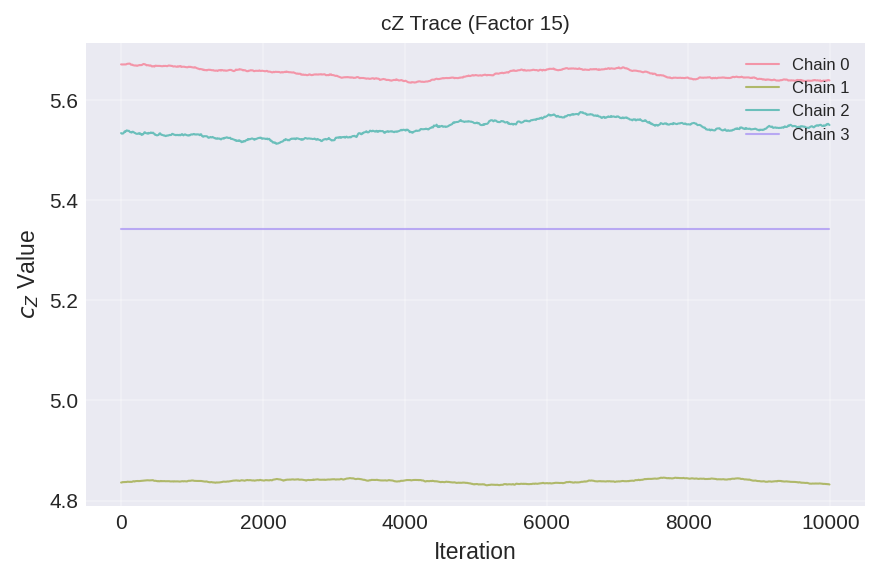 cZ Trace (Factor 15)
Chain 0
Chain 1
Chain 2
Chain 3
5.6
5.4
5.2
5.0
4.8
cZ Value
0 2000 4000 6000 8000 10000
Iteration